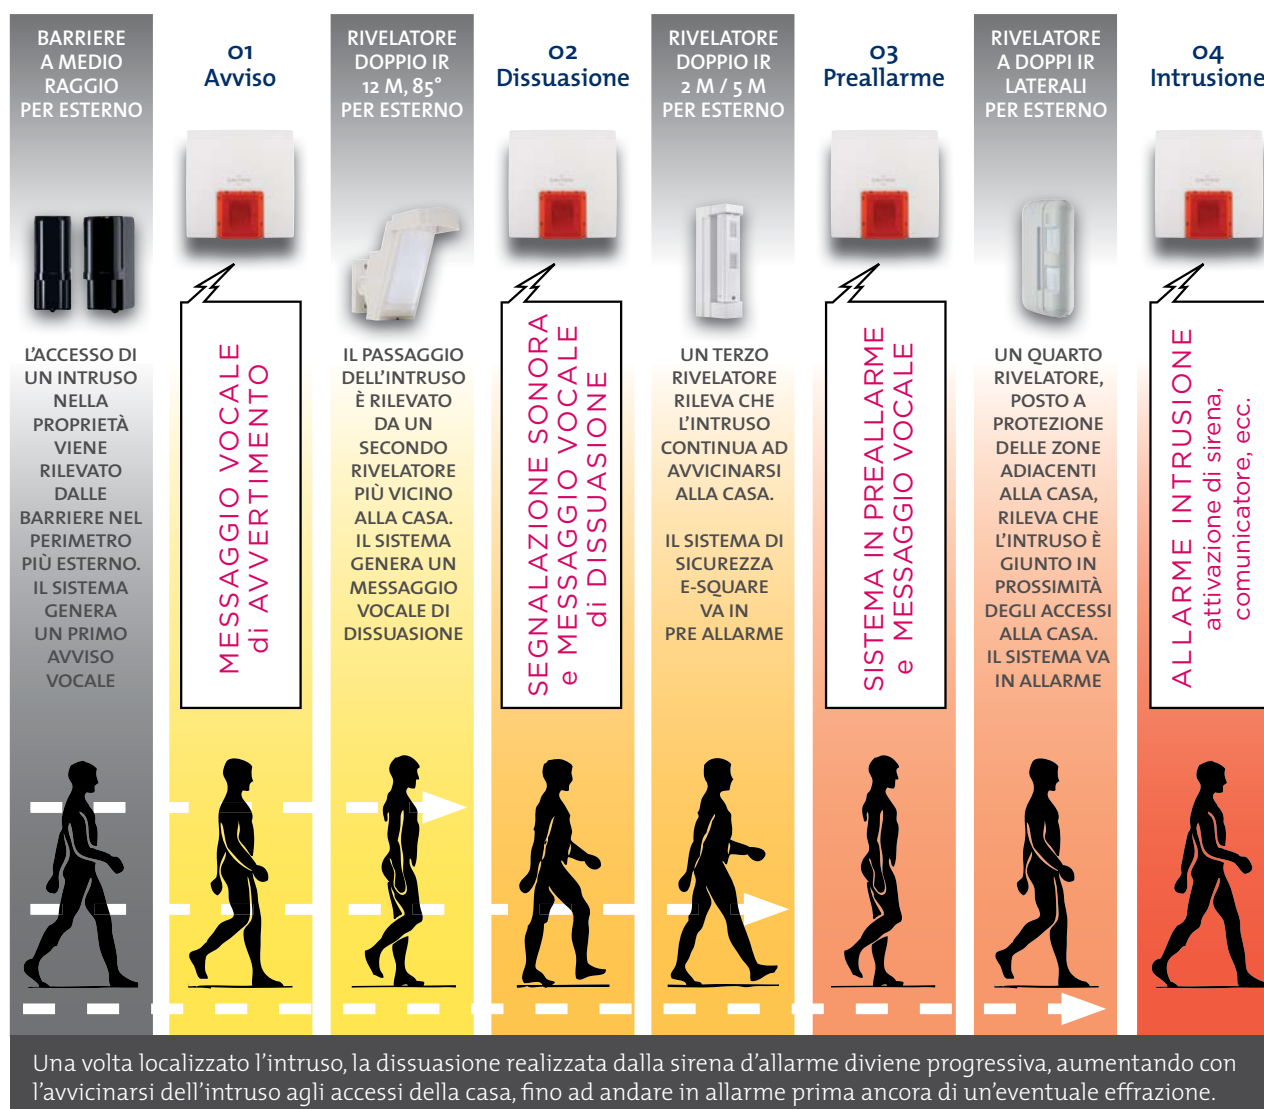 BARRIERE
A MEDIO
RAGGIO
PER ESTERNO
L'ACCESSO DI
UN INTRUSO
NELLA
PROPRIETÀ
VIENE
RILEVATO
DALLE
BARRIERE NEL
PERIMETRO
PIÙ ESTERNO.
IL SISTEMA
GENERA
UN PRIMO
AVVISO
VOCALE
01
Avviso
MESSAGGIO VOCALE
di AVVERTIMENTO
RIVELATORE
DOPPIO IR
12 M, 85°
PER ESTERNO
IL PASSAGGIO
DELL'INTRUSO
È RILEVATO
DA UN
SECONDO
RIVELATORE
PIÙ VICINO
ALLA CASA.
IL SISTEMA
GENERA UN
MESSAGGIO
VOCALE DI
DISSUASIONE
02
Dissuasione
SEGNALAZIONE SONORA
e MESSAGGIO VOCALE
di DISSUASIONE
RIVELATORE
DOPPIO IR
2 M / 5 M
PER ESTERNO
UN TERZO
RIVELATORE
RILEVA CHE
L'INTRUSO
CONTINUA AD
AVVICINARSI
ALLA CASA.
IL SISTEMA DI
SICUREZZA
E-SQUARE
VA IN
PRE ALLARME
03
Preallarme
SISTEMA IN PREALLARME
e MESSAGGIO VOCALE
RIVELATORE
A DOPPI IR
LATERALI
PER ESTERNO
UN QUARTO
RIVELATORE,
POSTO A
PROTEZIONE
DELLE ZONE
ADIACENTI
ALLA CASA,
RILEVA CHE
L'INTRUSO È
GIUNTO IN
PROSSIMITÀ
DEGLI ACCESSI
ALLA CASA.
IL SISTEMA VA
IN ALLARME
04
Intrusione
ALLARME INTRUSIONE
attivazione di sirena,
comunicatore, ecc.
Una volta localizzato l'intruso, la dissuasione realizzata dalla sirena d'allarme diviene progressiva, aumentando con
l'avvicinarsi dell'intruso agli accessi della casa, fino ad andare in allarme prima ancora di un'eventuale effrazione.